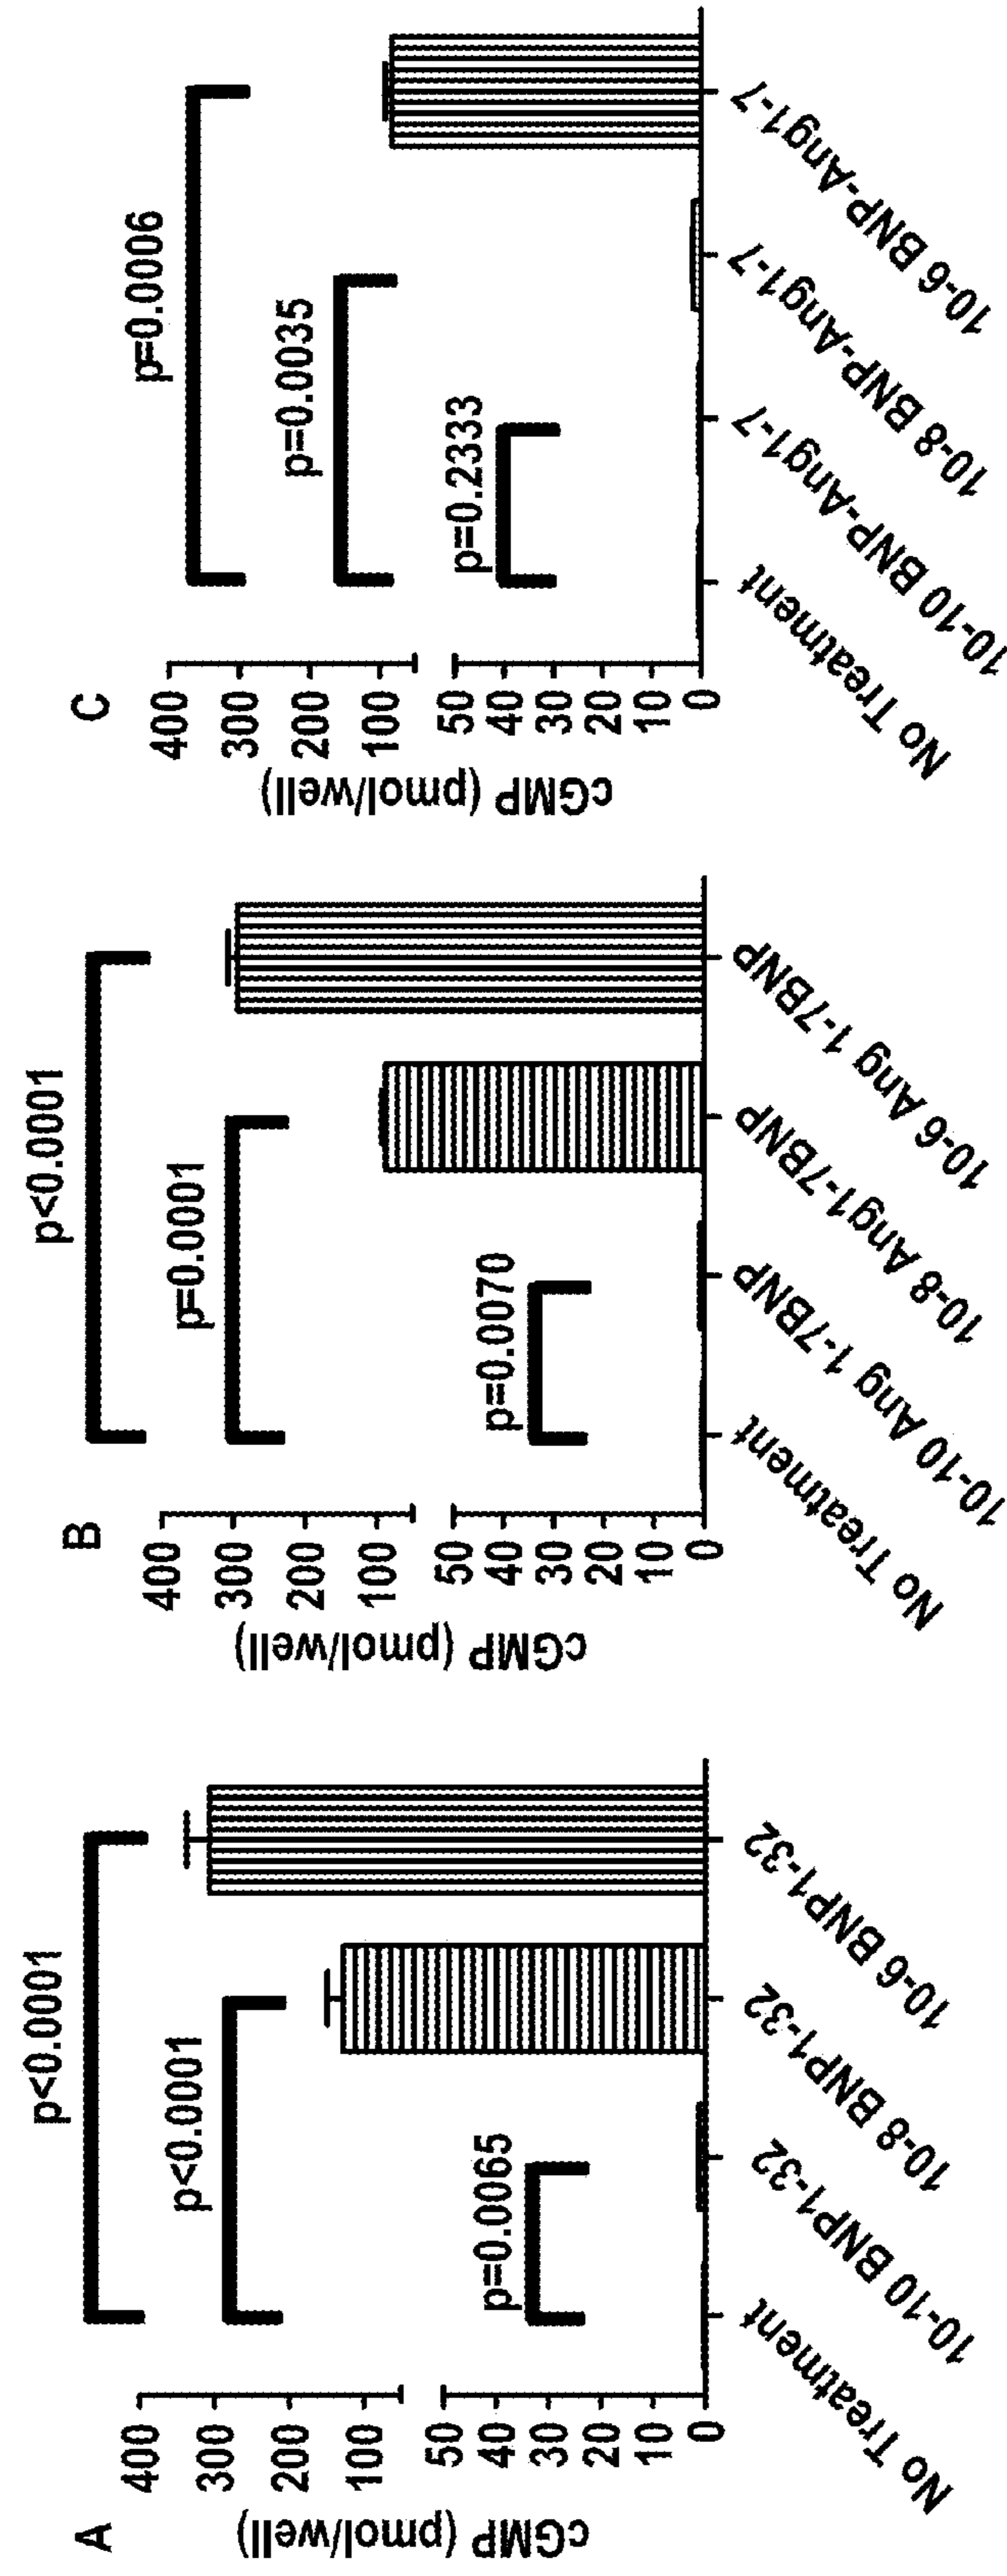 A
cGMP (pmol/well)
400
300
200
100
50
40
30
20
10
0
p<0.0001
p<0.0001
p=0.0065
No Treatment
10-10 BNP1-32
10-8 BNP1-32
10-6 BNP1-32
B
cGMP (pmol/well)
400
300
200
100
50
40
30
20
10
0
p<0.0001
p=0.0001
p=0.0070
No Treatment
10-10 Ang 1-7BNP
10-8 Ang1-7BNP
10-6 Ang 1-7BNP
C
cGMP (pmol/well)
400
300
200
100
50
40
30
20
10
0
p=0.0006
p=0.0035
p=0.2333
No Treatment
10-10 BNP-Ang1-7
10-8 BNP-Ang1-7
10-6 BNP-Ang1-7